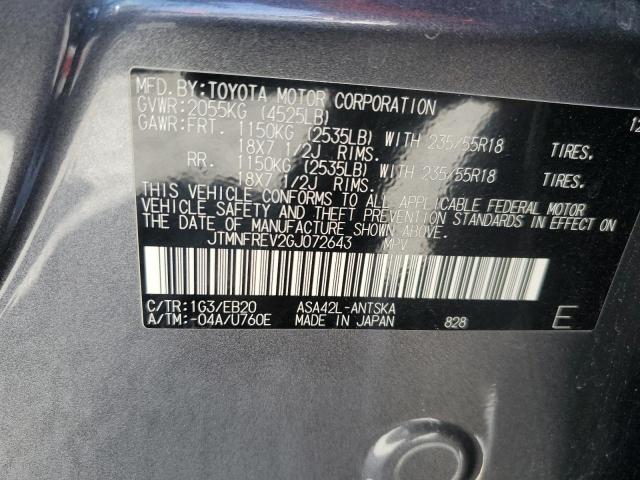 MFD.BY:TOYOTA MOTOR CORPORATION 12
GVWR:2055KG (4525LB)
GAWR:FRT. 1150KG (2535LB) WITH 235/55R18 TIRES.
18X7 1/2J RIMS.
RR. 1150KG (2535LB) WITH 235/55R18 TIRES.
18X7 1/2J RIMS.
THIS VEHICLE CONFORMS TO ALL APPLICABLE FEDERAL MOTOR
VEHICLE SAFETY AND THEFT PREVENTION STANDARDS IN EFFECT ON
THE DATE OF MANUFACTURE SHOWN ABOVE.
JTMNFREV2GJ072643 MPV
C/TR:1G3/EB20 ASA42L-ANTSKA
A/TM:-04A/U760E MADE IN JAPAN 828 E